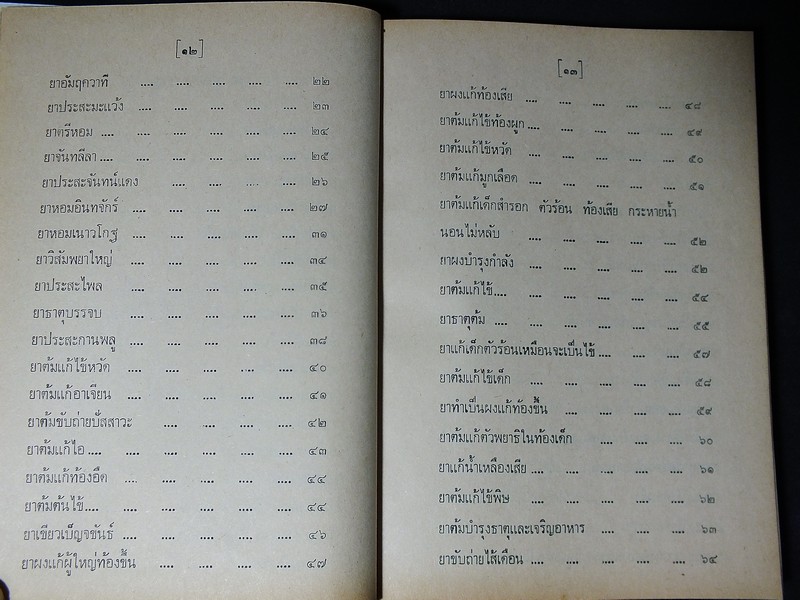 [๑๒]
ยาอัมฤควาที .... .... .... .... .... ๒๒
ยาประสะมะแว้ง .... .... .... .... .... ๒๓
ยาตรีหอม .... .... .... .... .... .... ๒๔
ยาจันทลีลา .... .... .... .... .... .... ๒๕
ยาประสะจันทน์แดง .... .... .... .... ๒๖
ยาหอมอินทจักร์ .... .... .... .... .... ๒๗
ยาหอมเนาวโกฐ .... .... .... .... .... ๓๑
ยาวิสัมพยาใหญ่ .... .... .... .... .... ๓๔
ยาประสะไพล .... .... .... .... .... ๓๕
ยาธาตุบรรจบ .... .... .... .... .... ๓๖
ยาประสะกานพลู .... .... .... .... .... ๓๘
ยาต้มแก้ไข้หวัด .... .... .... .... .... ๔๐
ยาต้มแก้อาเจียน .... .... .... .... .... ๔๑
ยาต้มขับถ่ายปัสสาวะ .... .... .... .... ๔๒
ยาต้มแก้ไอ .... .... .... .... .... .... ๔๓
ยาต้มแก้ท้องอืด .... .... .... .... .... ๔๔
ยาต้มต้นไข้ .... .... .... .... .... .... ๔๔
ยาเขียวเบ็ญจขันธ์ .... .... .... .... .... ๔๖
ยาผงแก้ผู้ใหญ่ท้องขึ้น .... .... .... .... ๔๗
[๑๓]
ยาผงแก้ท้องเสีย .... .... .... .... .... ๔๘
ยาต้มแก้ไข้ท้องผูก .... .... .... .... .... ๔๙
ยาต้มแก้ไข้หวัด .... .... .... .... .... ๕๐
ยาต้มแก้มูกเลือด .... .... .... .... .... ๕๑
ยาต้มแก้เด็กสำรอก ตัวร้อน ท้องเสีย กระหายน้ำ
นอนไม่หลับ .... .... .... .... .... ๕๒
ยาผงบำรุงกำลัง .... .... .... .... .... ๕๒
ยาต้มแก้ไข้ .... .... .... .... .... .... ๕๔
ยาธาตุต้ม .... .... .... .... .... .... ๕๕
ยาแก้เด็กตัวร้อนเหมือนจะเป็นไข้ .... .... .... ๕๗
ยาต้มแก้ไข้เด็ก .... .... .... .... .... ๕๘
ยาทำเป็นผงแก้ท้องขึ้น .... .... .... .... ๕๙
ยาต้มแก้ตัวพยาธิในท้องเด็ก .... .... .... ๖๐
ยาแก้น้ำเหลืองเสีย .... .... .... .... .... ๖๑
ยาต้มแก้ไข้พิษ .... .... .... .... .... ๖๒
ยาต้มบำรุงธาตุและเจริญอาหาร .... .... .... ๖๓
ยาขับถ่ายไส้เดือน .... .... .... .... .... ๖๔